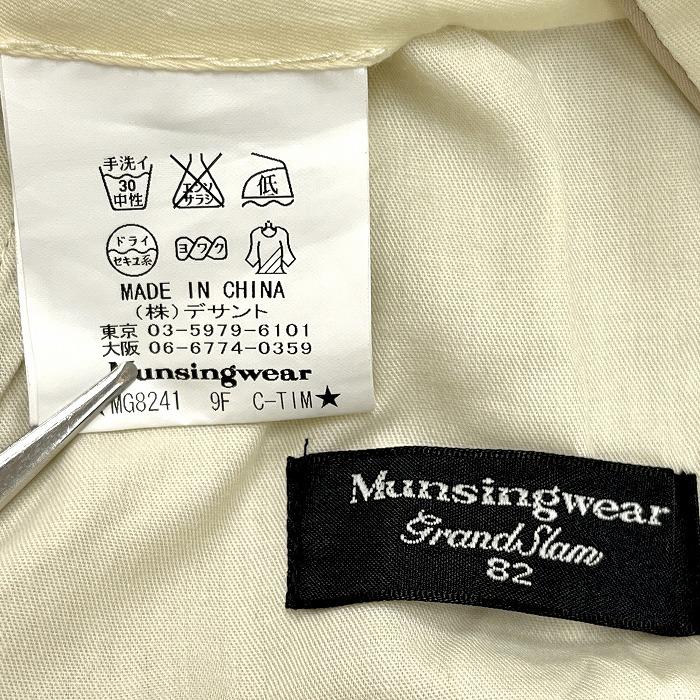 手洗イ
30
中性
エンソ
サラシ
低
ドライ
セキユ系
ヨワク
MADE IN CHINA
(株)デサント
東京 03-5979-6101
大阪 06-6774-0359
Munsingwear
MG8241 9F C-TIM★
Munsingwear
Grand Slam
82